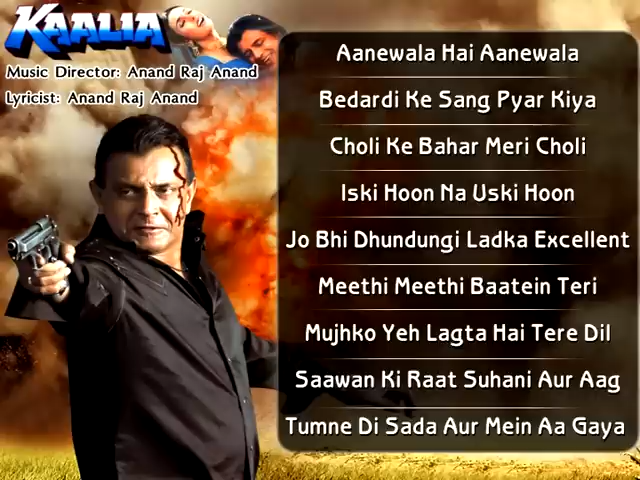 KAALIA
Music Director: Anand Raj Anand
Lyricist: Anand Raj Anand
Aanewala Hai Aanewala
Bedardi Ke Sang Pyar Kiya
Choli Ke Bahar Meri Choli
Iski Hoon Na Uski Hoon
Jo Bhi Dhundungi Ladka Excellent
Meethi Meethi Baatein Teri
Mujhko Yeh Lagta Hai Tere Dil
Saawan Ki Raat Suhani Aur Aag
Tumne Di Sada Aur Mein Aa Gaya